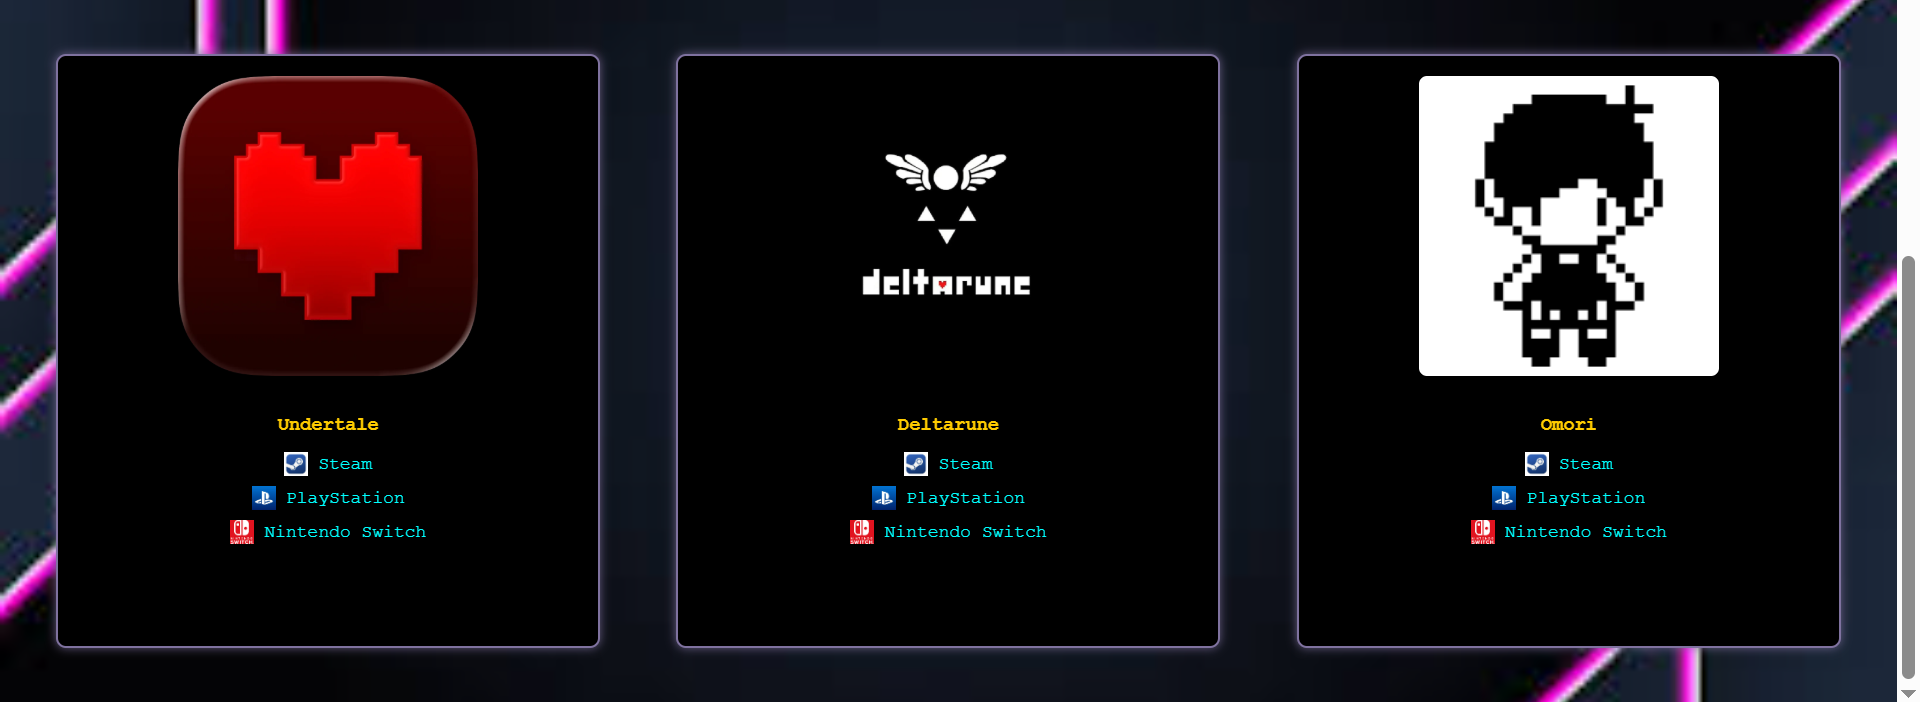 deltarune
Undertale
Steam
PlayStation
Nintendo Switch
Deltarune
Steam
PlayStation
Nintendo Switch
Omori
Steam
PlayStation
Nintendo Switch